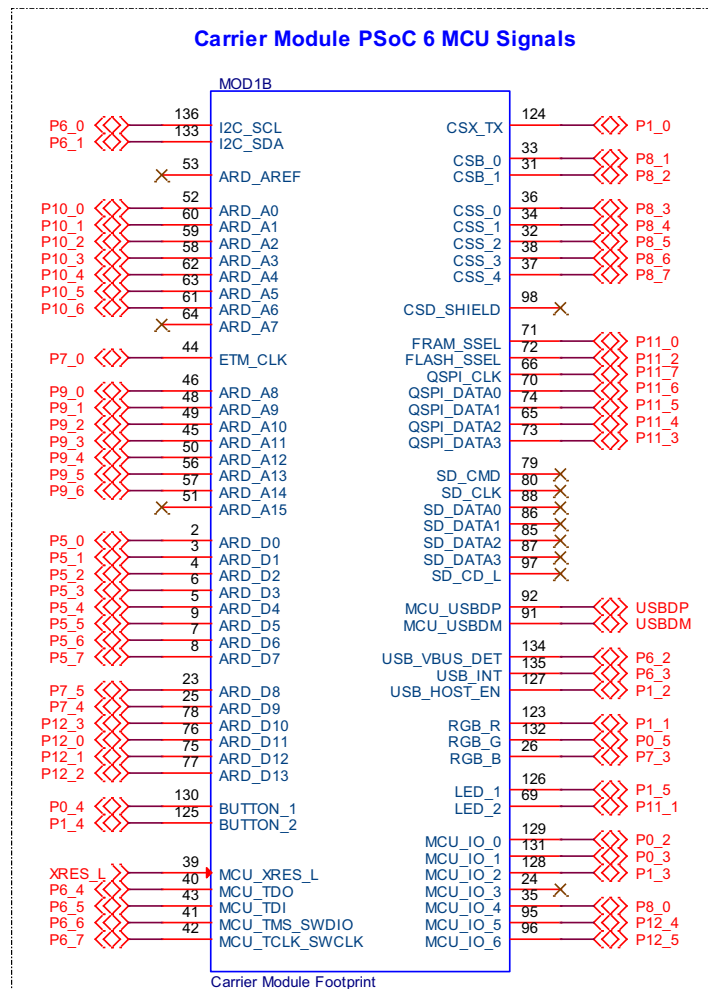 Carrier Module PSoC 6 MCU Signals
MOD1B
P6_0 136 I2C_SCL
P6_1 133 I2C_SDA
53 ARD_AREF
P10_0 52 ARD_A0
P10_1 60 ARD_A1
P10_2 59 ARD_A2
P10_3 58 ARD_A3
P10_4 62 ARD_A4
P10_5 63 ARD_A5
P10_6 61 ARD_A6
64 ARD_A7
P7_0 44 ETM_CLK
P9_0 46 ARD_A8
P9_1 48 ARD_A9
P9_2 49 ARD_A10
P9_3 45 ARD_A11
P9_4 50 ARD_A12
P9_5 56 ARD_A13
P9_6 57 ARD_A14
51 ARD_A15
P5_0 2 ARD_D0
P5_1 3 ARD_D1
P5_2 4 ARD_D2
P5_3 6 ARD_D3
P5_4 5 ARD_D4
P5_5 9 ARD_D5
P5_6 7 ARD_D6
P5_7 8 ARD_D7
P7_5 23 ARD_D8
P7_4 25 ARD_D9
P12_3 78 ARD_D10
P12_0 76 ARD_D11
P12_1 75 ARD_D12
P12_2 77 ARD_D13
P0_4 130 BUTTON_1
P1_4 125 BUTTON_2
XRES_L 39 MCU_XRES_L
P6_4 40 MCU_TDO
P6_5 43 MCU_TDI
P6_6 41 MCU_TMS_SWDIO
P6_7 42 MCU_TCLK_SWCLK
CSX_TX 124 P1_0
CSB_0 33 P8_1
CSB_1 31 P8_2
CSS_0 36 P8_3
CSS_1 34 P8_4
CSS_2 32 P8_5
CSS_3 38 P8_6
CSS_4 37 P8_7
CSD_SHIELD 98
FRAM_SSEL 71 P11_0
FLASH_SSEL 72 P11_2
QSPI_CLK 66 P11_7
QSPI_DATA0 70 P11_6
QSPI_DATA1 74 P11_5
QSPI_DATA2 65 P11_4
QSPI_DATA3 73 P11_3
SD_CMD 79
SD_CLK 80
SD_DATA0 88
SD_DATA1 86
SD_DATA2 85
SD_DATA3 87
SD_CD_L 97
MCU_USBDP 92 USBDP
MCU_USBDM 91 USBDM
USB_VBUS_DET 134 P6_2
USB_INT 135 P6_3
USB_HOST_EN 127 P1_2
RGB_R 123 P1_1
RGB_G 132 P0_5
RGB_B 26 P7_3
LED_1 126 P1_5
LED_2 69 P11_1
MCU_IO_0 129 P0_2
MCU_IO_1 131 P0_3
MCU_IO_2 128 P1_3
MCU_IO_3 24
MCU_IO_4 35 P8_0
MCU_IO_5 95 P12_4
MCU_IO_6 96 P12_5
Carrier Module Footprint